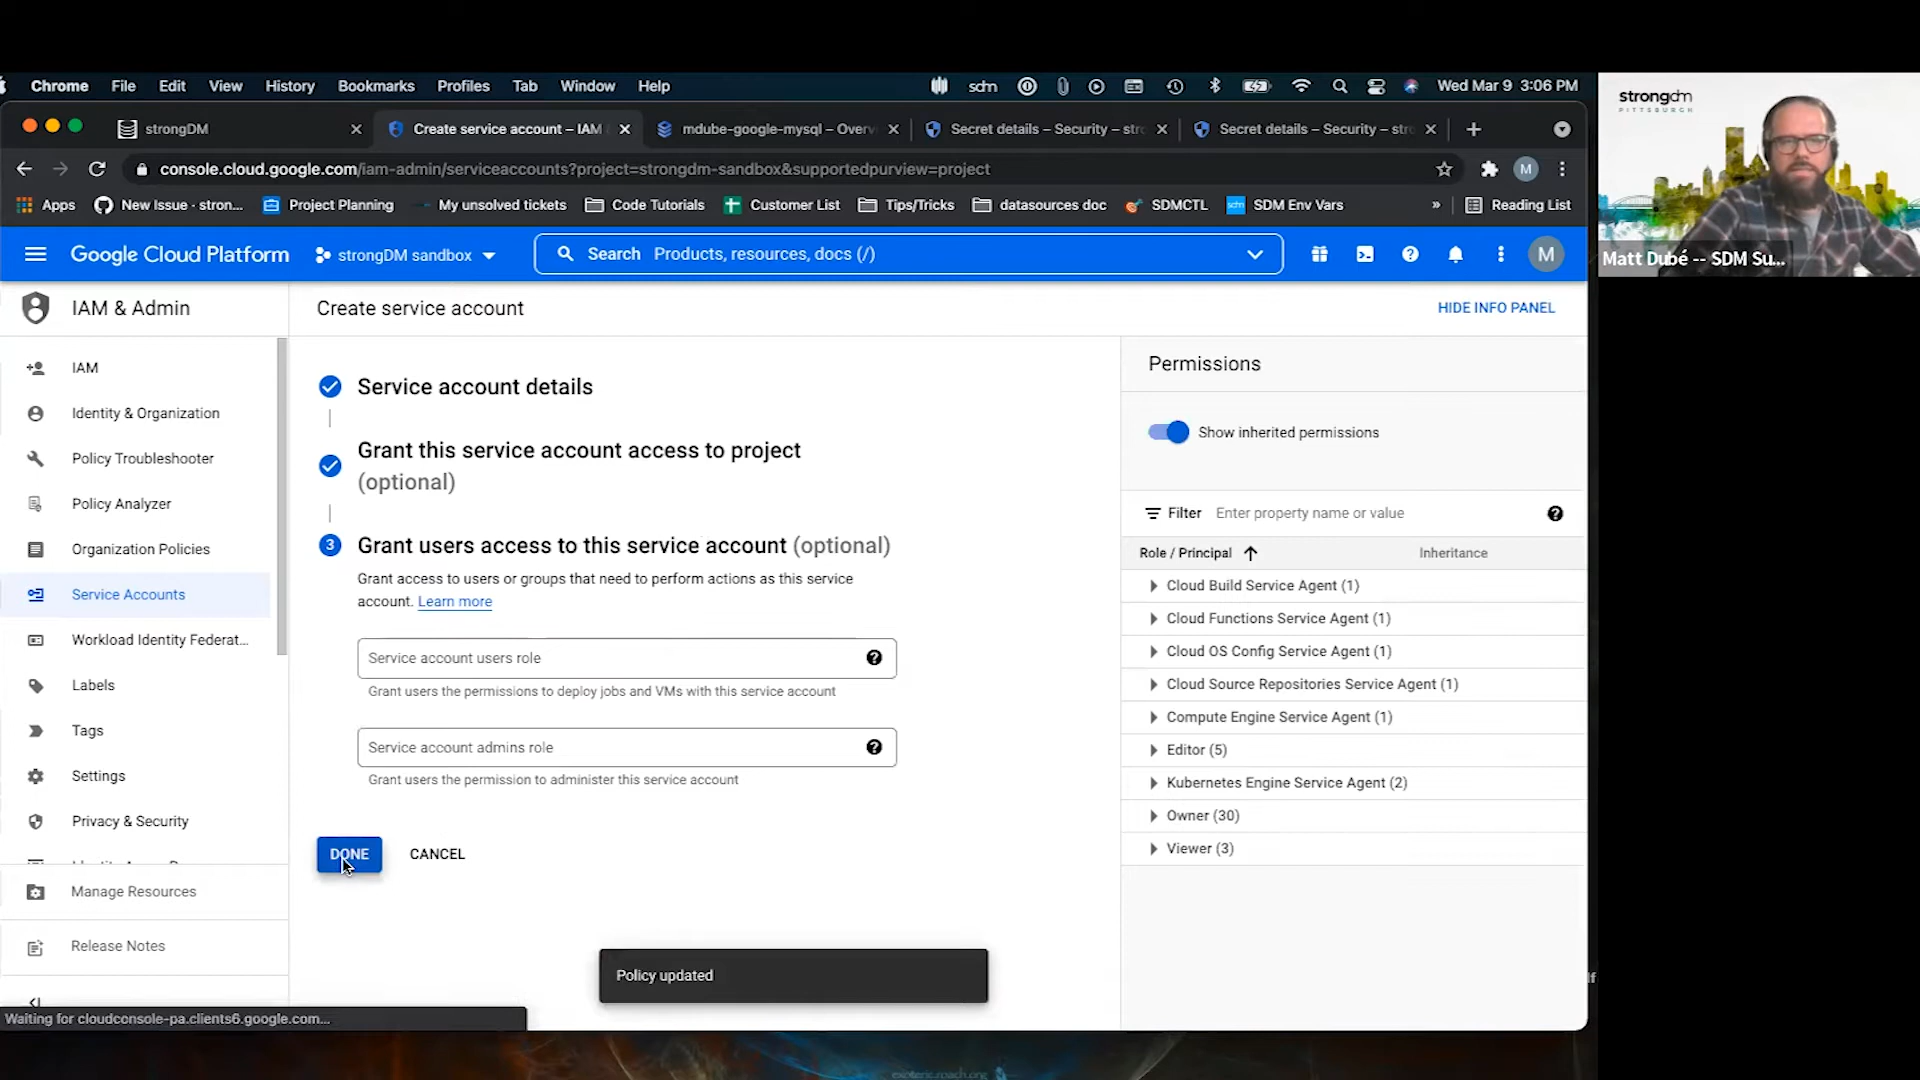 Chrome File Edit View History Bookmarks Profiles Tab Window Help sdm Wed Mar 9 3:06 PM
strongDM Create service account – IAM mdube-google-mysql – Overv Secret details – Security – stro Secret details – Security – stro
console.cloud.google.com/iam-admin/serviceaccounts?project=strongdm-sandbox&supportedpurview=project
Apps New Issue · stron... Project Planning My unsolved tickets Code Tutorials Customer List Tips/Tricks datasources doc SDMCTL sdm SDM Env Vars » Reading List
Google Cloud Platform strongDM sandbox Search Products, resources, docs (/) M
strongdm
PITTSBURGH
Matt Dubé -- SDM Su...
IAM & Admin
IAM
Identity & Organization
Policy Troubleshooter
Policy Analyzer
Organization Policies
Service Accounts
Workload Identity Federat...
Labels
Tags
Settings
Privacy & Security
Manage Resources
Release Notes
Waiting for cloudconsole-pa.clients6.google.com...
Create service account
HIDE INFO PANEL
Service account details
Grant this service account access to project
(optional)
3 Grant users access to this service account (optional)
Grant access to users or groups that need to perform actions as this service
account. Learn more
Service account users role
Grant users the permissions to deploy jobs and VMs with this service account
Service account admins role
Grant users the permission to administer this service account
DONE CANCEL
Policy updated
Permissions
Show inherited permissions
Filter Enter property name or value
Role / Principal Inheritance
Cloud Build Service Agent (1)
Cloud Functions Service Agent (1)
Cloud OS Config Service Agent (1)
Cloud Source Repositories Service Agent (1)
Compute Engine Service Agent (1)
Editor (5)
Kubernetes Engine Service Agent (2)
Owner (30)
Viewer (3)